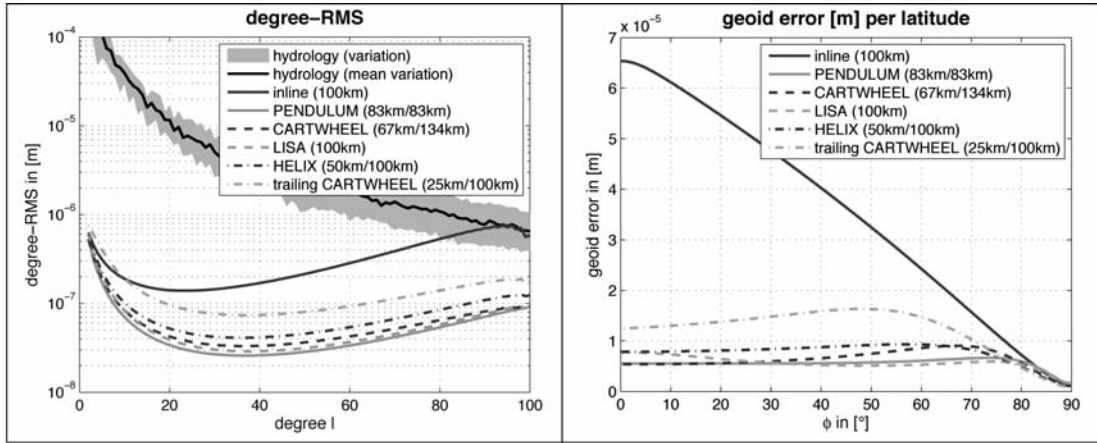 degree−RMS
10^-4
10^-5
10^-6
10^-7
10^-8
degree−RMS in [m]
hydrology (variation)
hydrology (mean variation)
inline (100km)
PENDULUM (83km/83km)
CARTWHEEL (67km/134km)
LISA (100km)
HELIX (50km/100km)
trailing CARTWHEEL (25km/100km)
0 20 40 60 80 100
degree l
geoid error [m] per latitude
x 10^-5
7
6
5
4
3
2
1
0
geoid error in [m]
inline (100km)
PENDULUM (83km/83km)
CARTWHEEL (67km/134km)
LISA (100km)
HELIX (50km/100km)
trailing CARTWHEEL (25km/100km)
0 10 20 30 40 50 60 70 80 90
ϕ in [°]